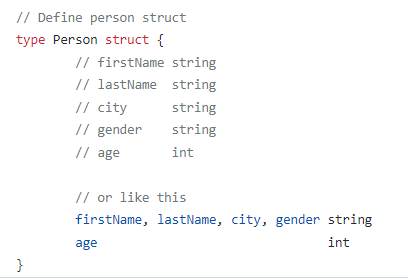 // Define person struct
type Person struct {
// firstName string
// lastName  string
// city      string
// gender    string
// age       int
// or like this
firstName, lastName, city, gender string
age                               int
}